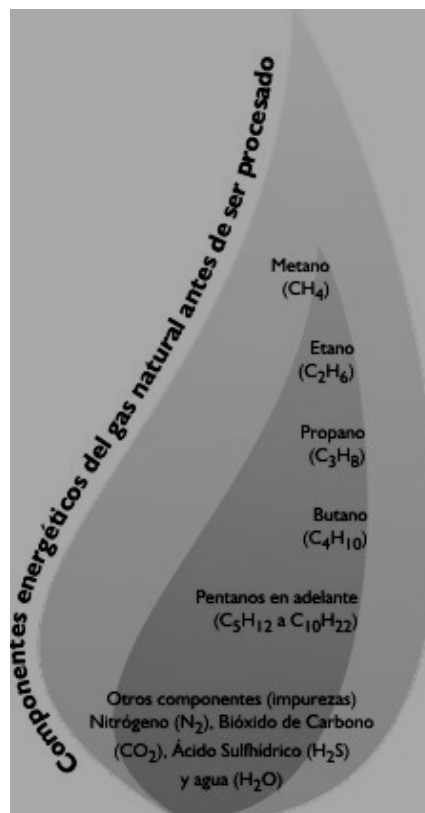 Componentes energéticos del gas natural antes de ser procesado
Metano
(CH₄)
Etano
(C₂H₆)
Propano
(C₃H₈)
Butano
(C₄H₁₀)
Pentanos en adelante
(C₅H₁₂ a C₁₀H₂₂)
Otros componentes (impurezas)
Nitrógeno (N₂), Bióxido de Carbono
(CO₂), Ácido Sulfhídrico (H₂S)
y agua (H₂O)